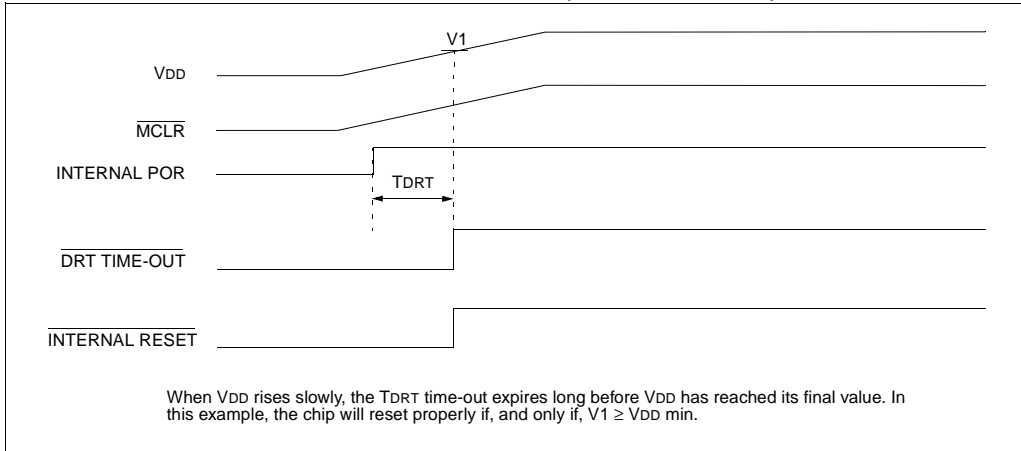 V1
VDD
MCLR
INTERNAL POR
TDRT
DRT TIME-OUT
INTERNAL RESET
When VDD rises slowly, the TDRT time-out expires long before VDD has reached its final value. In
this example, the chip will reset properly if, and only if, V1 ≥ VDD min.